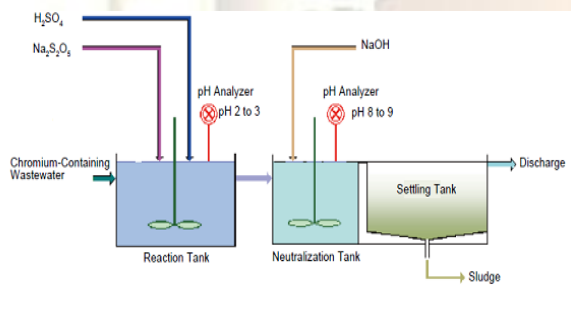 H₂SO₄
Na₂S₂O₅
NaOH
pH Analyzer
pH 2 to 3
pH Analyzer
pH 8 to 9
Chromium-Containing
Wastewater
Discharge
Settling Tank
Reaction Tank
Neutralization Tank
Sludge